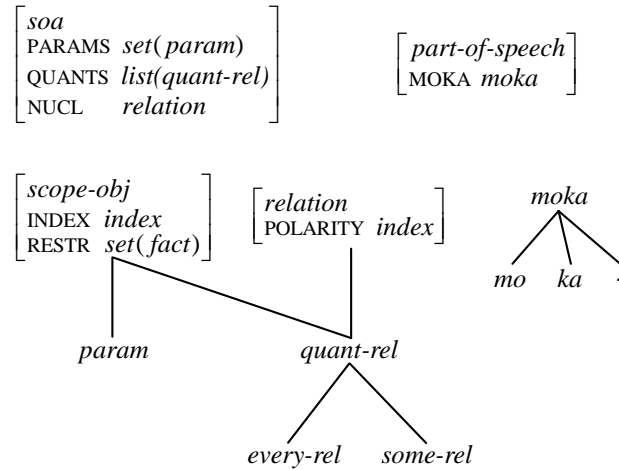 soa
PARAMS set(param)
QUANTS list(quant-rel)
NUCL relation
part-of-speech
MOKA moka
scope-obj
INDEX index
RESTR set(fact)
relation
POLARITY index
moka
mo ka
param
quant-rel
every-rel some-rel